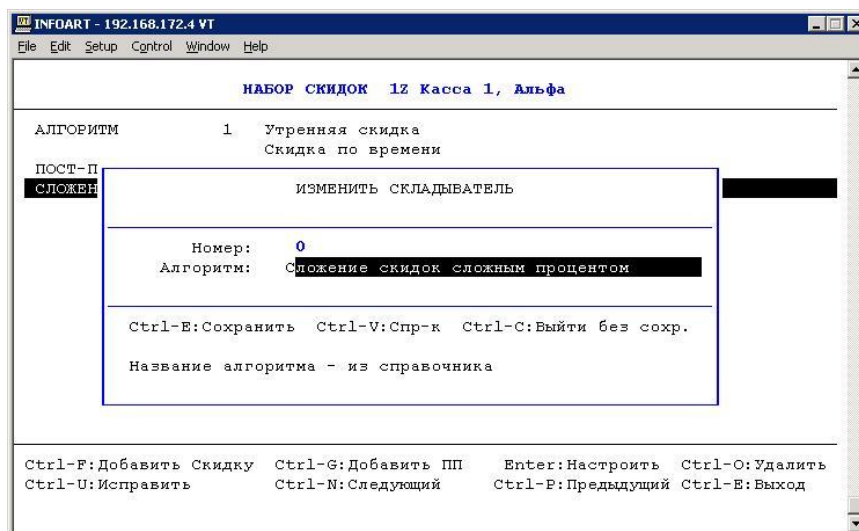 INFOART - 192.168.172.4 VT
File Edit Setup Control Window Help
НАБОР СКИДОК 1Z Касса 1, Альфа
АЛГОРИТМ 1 Утренняя скидка
Скидка по времени
ПОСТ-П
СЛОЖЕН
ИЗМЕНИТЬ СКЛАДЫВАТЕЛЬ
Номер: 0
Алгоритм: Сложение скидок сложным процентом
Ctrl-E:Сохранить Ctrl-V:Спр-к Ctrl-C:Выйти без сохр.
Название алгоритма - из справочника
Ctrl-F:Добавить Скидку Ctrl-G:Добавить ПП Enter:Настроить Ctrl-O:Удалить
Ctrl-U:Исправить Ctrl-N:Следующий Ctrl-P:Предыдущий Ctrl-E:Выход